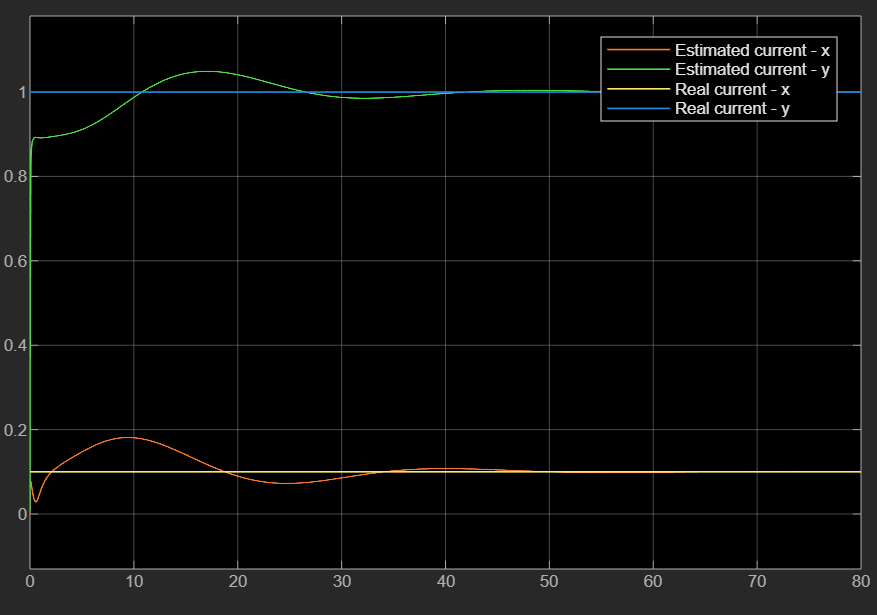 Estimated current - x
Estimated current - y
Real current - x
Real current - y
1
0.8
0.6
0.4
0.2
0
0 10 20 30 40 50 60 70 80